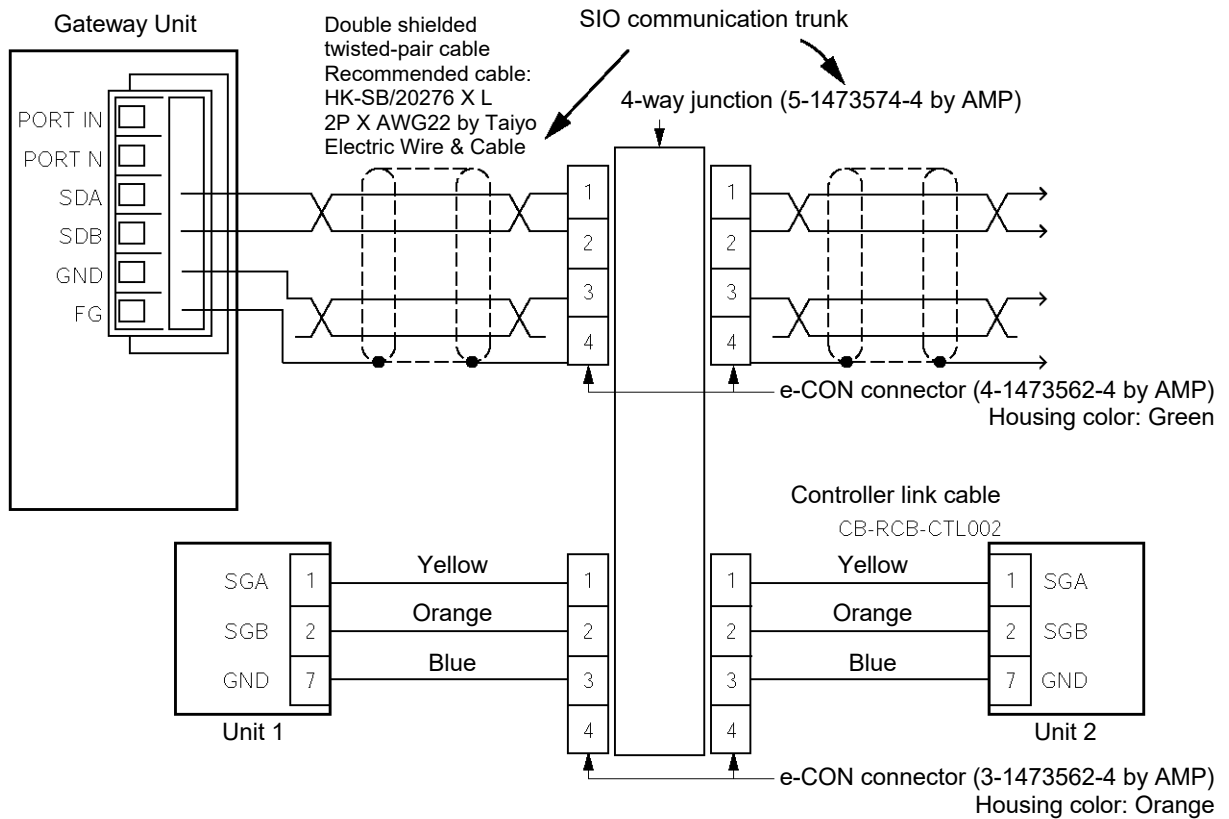 SIO communication trunk
Gateway Unit
Double shielded
twisted-pair cable
Recommended cable:
HK-SB/20276 X L
2P X AWG22 by Taiyo
Electric Wire & Cable
4-way junction (5-1473574-4 by AMP)
PORT IN
PORT N
SDA
SDB
GND
FG
1
2
3
4
1
2
3
4
e-CON connector (4-1473562-4 by AMP)
Housing color: Green
Controller link cable
CB-RCB-CTL002
SGA 1 Yellow 1
SGB 2 Orange 2
GND 7 Blue 3
4
Unit 1
1 Yellow 1 SGA
2 Orange 2 SGB
3 Blue 7 GND
4
Unit 2
e-CON connector (3-1473562-4 by AMP)
Housing color: Orange